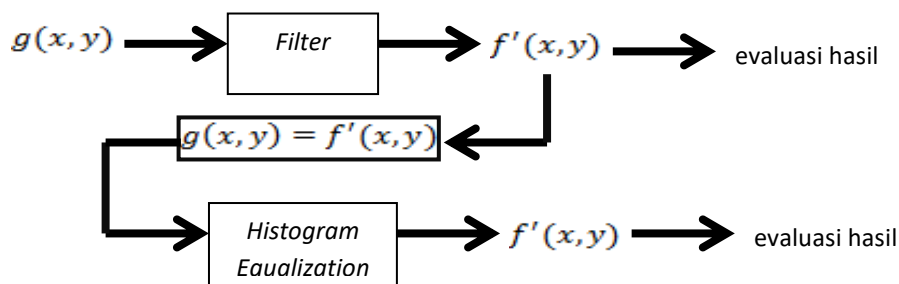 g(x, y)
Filter
f'(x, y)
evaluasi hasil
g(x, y) = f'(x, y)
Histogram
Eaualization
f'(x, y)
evaluasi hasil